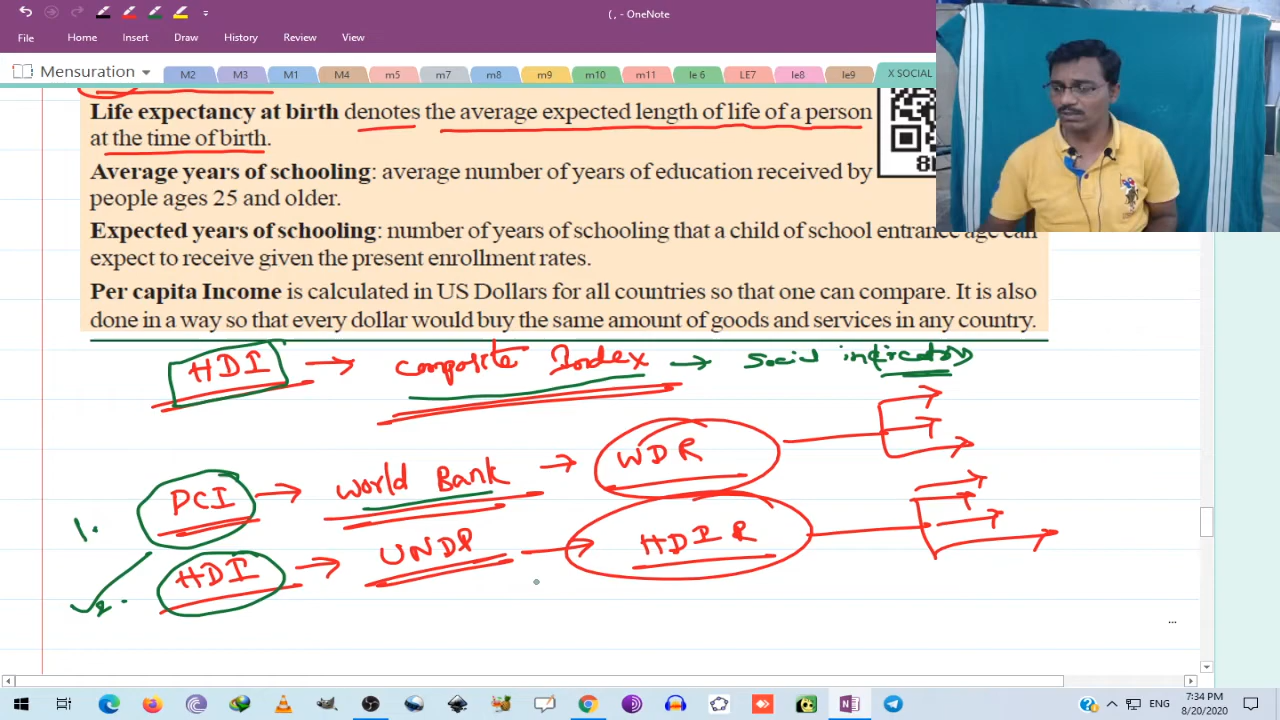 ( , - OneNote
File Home Insert Draw History Review View
Mensuration M2 M3 M1 M4 m5 m7 m8 m9 m10 m11 le 6 LE7 le8 le9 X SOCIAL
Life expectancy at birth denotes the average expected length of life of a person
at the time of birth.
Average years of schooling: average number of years of education received by
people ages 25 and older.
Expected years of schooling: number of years of schooling that a child of school entrance age can
expect to receive given the present enrollment rates.
Per capita Income is calculated in US Dollars for all countries so that one can compare. It is also
done in a way so that every dollar would buy the same amount of goods and services in any country.
HDI → composite Index → Social indicators
1. PCI → world Bank → WDR
2. HDI → UNDP → HDIR
...
ENG
7:34 PM
8/20/2020